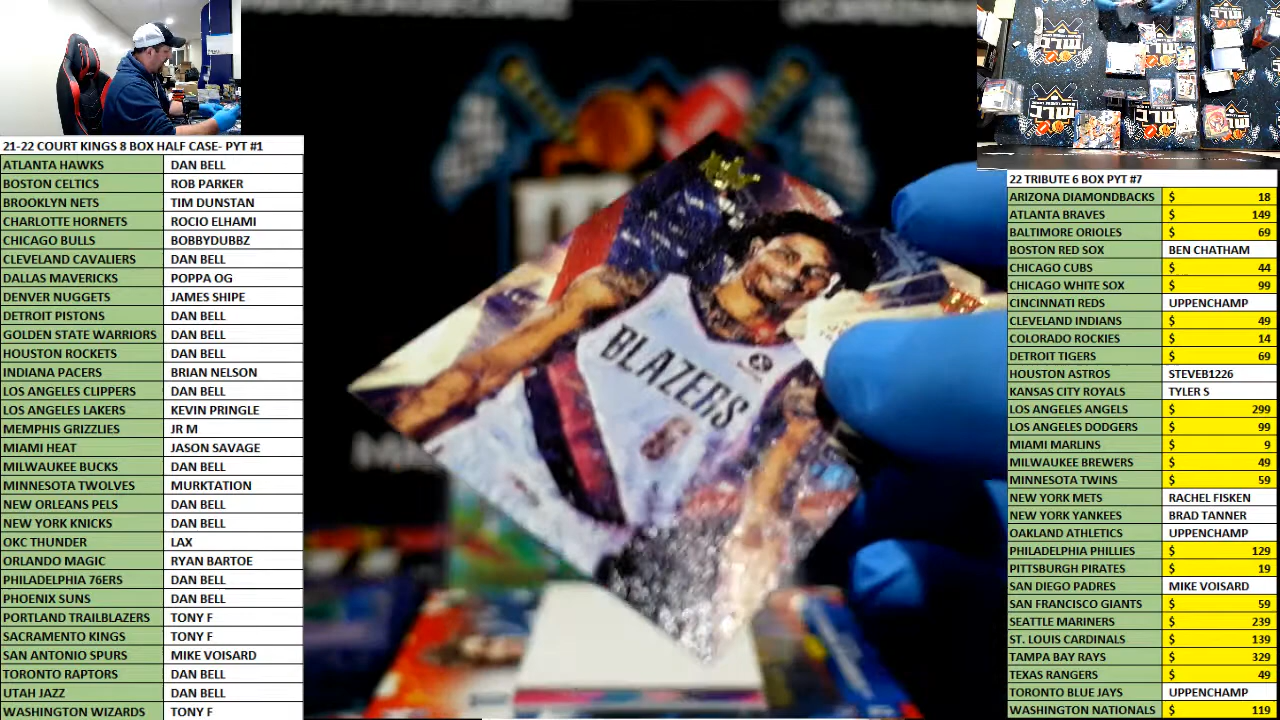 21-22 COURT KINGS 8 BOX HALF CASE- PYT #1
ATLANTA HAWKS DAN BELL
BOSTON CELTICS ROB PARKER
BROOKLYN NETS TIM DUNSTAN
CHARLOTTE HORNETS ROCIO ELHAMI
CHICAGO BULLS BOBBYDUBBZ
CLEVELAND CAVALIERS DAN BELL
DALLAS MAVERICKS POPPA OG
DENVER NUGGETS JAMES SHIPE
DETROIT PISTONS DAN BELL
GOLDEN STATE WARRIORS DAN BELL
HOUSTON ROCKETS DAN BELL
INDIANA PACERS BRIAN NELSON
LOS ANGELES CLIPPERS DAN BELL
LOS ANGELES LAKERS KEVIN PRINGLE
MEMPHIS GRIZZLIES JR M
MIAMI HEAT JASON SAVAGE
MILWAUKEE BUCKS DAN BELL
MINNESOTA TWOLVES MURKTATION
NEW ORLEANS PELS DAN BELL
NEW YORK KNICKS DAN BELL
OKC THUNDER LAX
ORLANDO MAGIC RYAN BARTOE
PHILADELPHIA 76ERS DAN BELL
PHOENIX SUNS DAN BELL
PORTLAND TRAILBLAZERS TONY F
SACRAMENTO KINGS TONY F
SAN ANTONIO SPURS MIKE VOISARD
TORONTO RAPTORS DAN BELL
UTAH JAZZ DAN BELL
WASHINGTON WIZARDS TONY F
BLAZERS
22 TRIBUTE 6 BOX PYT #7
ARIZONA DIAMONDBACKS $ 18
ATLANTA BRAVES $ 149
BALTIMORE ORIOLES $ 69
BOSTON RED SOX BEN CHATHAM
CHICAGO CUBS $ 44
CHICAGO WHITE SOX $ 99
CINCINNATI REDS UPPENCHAMP
CLEVELAND INDIANS $ 49
COLORADO ROCKIES $ 14
DETROIT TIGERS $ 69
HOUSTON ASTROS STEVEB1226
KANSAS CITY ROYALS TYLER S
LOS ANGELES ANGELS $ 299
LOS ANGELES DODGERS $ 99
MIAMI MARLINS $ 9
MILWAUKEE BREWERS $ 49
MINNESOTA TWINS $ 59
NEW YORK METS RACHEL FISKEN
NEW YORK YANKEES BRAD TANNER
OAKLAND ATHLETICS UPPENCHAMP
PHILADELPHIA PHILLIES $ 129
PITTSBURGH PIRATES $ 19
SAN DIEGO PADRES MIKE VOISARD
SAN FRANCISCO GIANTS $ 59
SEATTLE MARINERS $ 239
ST. LOUIS CARDINALS $ 139
TAMPA BAY RAYS $ 329
TEXAS RANGERS $ 49
TORONTO BLUE JAYS UPPENCHAMP
WASHINGTON NATIONALS $ 119